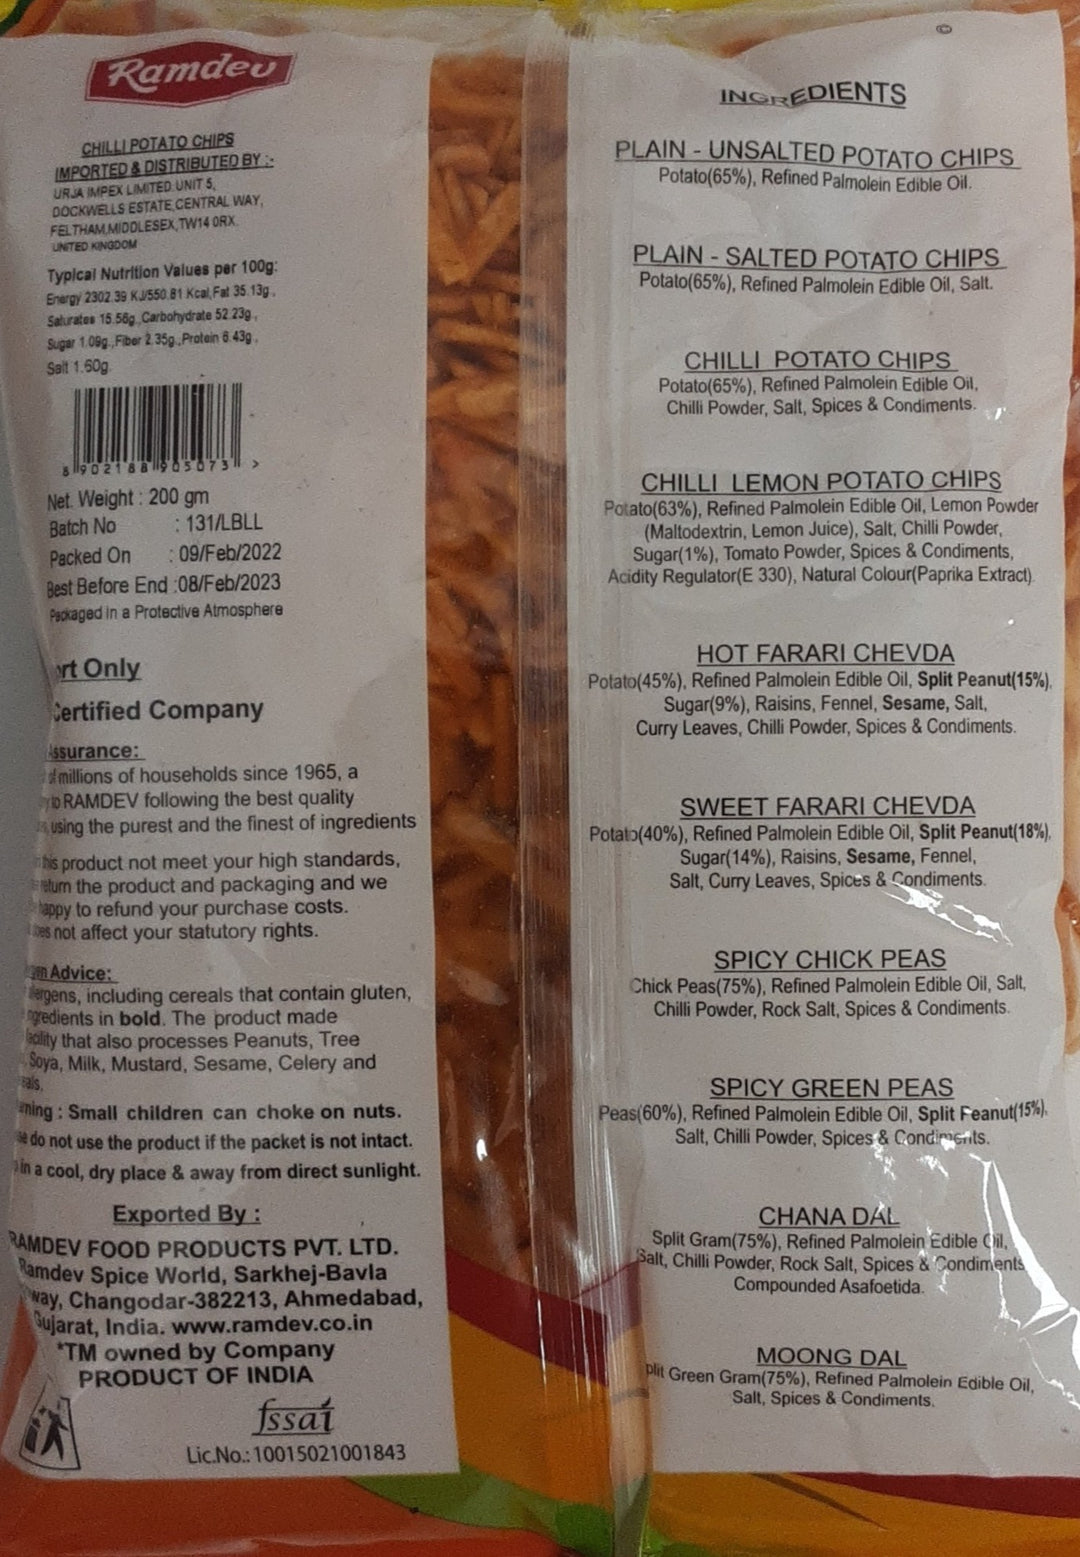 Ramdev
CHILLI POTATO CHIPS
IMPORTED & DISTRIBUTED BY :-
URJA IMPEX LIMITED UNIT 5,
DOCKWELLS ESTATE, CENTRAL WAY,
FELTHAM, MIDDLESEX, TW14 0RX.
UNITED KINGDOM
Typical Nutrition Values per 100g:
Energy 2302.39 KJ/550.81 Kcal, Fat 35.13g.,
Saturates 15.56g., Carbohydrate 52.23g.,
Sugar 1.09g., Fiber 2.35g., Protein 6.43g.,
Salt 1.60g.
8 902188 905073 >
Net. Weight : 200 gm
Batch No : 131/LBLL
Packed On : 09/Feb/2022
Best Before End :08/Feb/2023
Packaged in a Protective Atmosphere
ort Only
Certified Company
Assurance:
of millions of households since 1965, a
to RAMDEV following the best quality
using the purest and the finest of ingredients
this product not meet your high standards,
return the product and packaging and we
happy to refund your purchase costs.
does not affect your statutory rights.
Advice:
allergens, including cereals that contain gluten,
ingredients in bold. The product made
facility that also processes Peanuts, Tree
Soya, Milk, Mustard, Sesame, Celery and
eals,
arning : Small children can choke on nuts.
se do not use the product if the packet is not intact.
in a cool, dry place & away from direct sunlight.
Exported By :
RAMDEV FOOD PRODUCTS PVT. LTD.
Ramdev Spice World, Sarkhej-Bavla
way, Changodar-382213, Ahmedabad,
Gujarat, India. www.ramdev.co.in
*TM owned by Company
PRODUCT OF INDIA
fssai
Lic.No.: 10015021001843
©
INGREDIENTS
PLAIN - UNSALTED POTATO CHIPS
Potato(65%), Refined Palmolein Edible Oil.
PLAIN - SALTED POTATO CHIPS
Potato(65%), Refined Palmolein Edible Oil, Salt.
CHILLI POTATO CHIPS
Potato(65%), Refined Palmolein Edible Oil,
Chilli Powder, Salt, Spices & Condiments.
CHILLI LEMON POTATO CHIPS
Potato(63%), Refined Palmolein Edible Oil, Lemon Powder
(Maltodextrin, Lemon Juice), Salt, Chilli Powder,
Sugar(1%), Tomato Powder, Spices & Condiments,
Acidity Regulator(E 330), Natural Colour(Paprika Extract).
HOT FARARI CHEVDA
Potato(45%), Refined Palmolein Edible Oil, Split Peanut(15%),
Sugar(9%), Raisins, Fennel, Sesame, Salt,
Curry Leaves, Chilli Powder, Spices & Condiments.
SWEET FARARI CHEVDA
Potato(40%), Refined Palmolein Edible Oil, Split Peanut(18%),
Sugar(14%), Raisins, Sesame, Fennel,
Salt, Curry Leaves, Spices & Condiments.
SPICY CHICK PEAS
Chick Peas(75%), Refined Palmolein Edible Oil, Salt,
Chilli Powder, Rock Salt, Spices & Condiments.
SPICY GREEN PEAS
Peas(60%), Refined Palmolein Edible Oil, Split Peanut(15%),
Salt, Chilli Powder, Spices & Condiments.
CHANA DAL
Split Gram(75%), Refined Palmolein Edible Oil,
Salt, Chilli Powder, Rock Salt, Spices & Condiments
Compounded Asafoetida.
MOONG DAL
plit Green Gram(75%), Refined Palmolein Edible Oil,
Salt, Spices & Condiments.